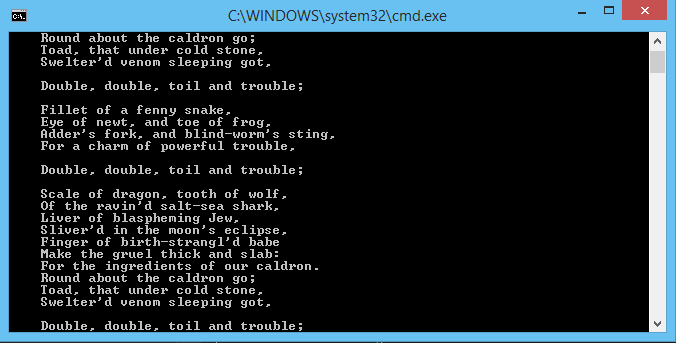 C:\WINDOWS\system32\cmd.exe
Round about the caldron go;
Toad, that under cold stone,
Swelter'd venom sleeping got,
Double, double, toil and trouble;
Fillet of a fenny snake,
Eye of newt, and toe of frog,
Adder's fork, and blind-worm's sting,
For a charm of powerful trouble,
Double, double, toil and trouble;
Scale of dragon, tooth of wolf,
Of the ravin'd salt-sea shark,
Liver of blaspheming Jew,
Sliver'd in the moon's eclipse,
Finger of birth-strangl'd babe
Make the gruel thick and slab:
For the ingredients of our caldron.
Round about the caldron go;
Toad, that under cold stone,
Swelter'd venom sleeping got,
Double, double, toil and trouble;